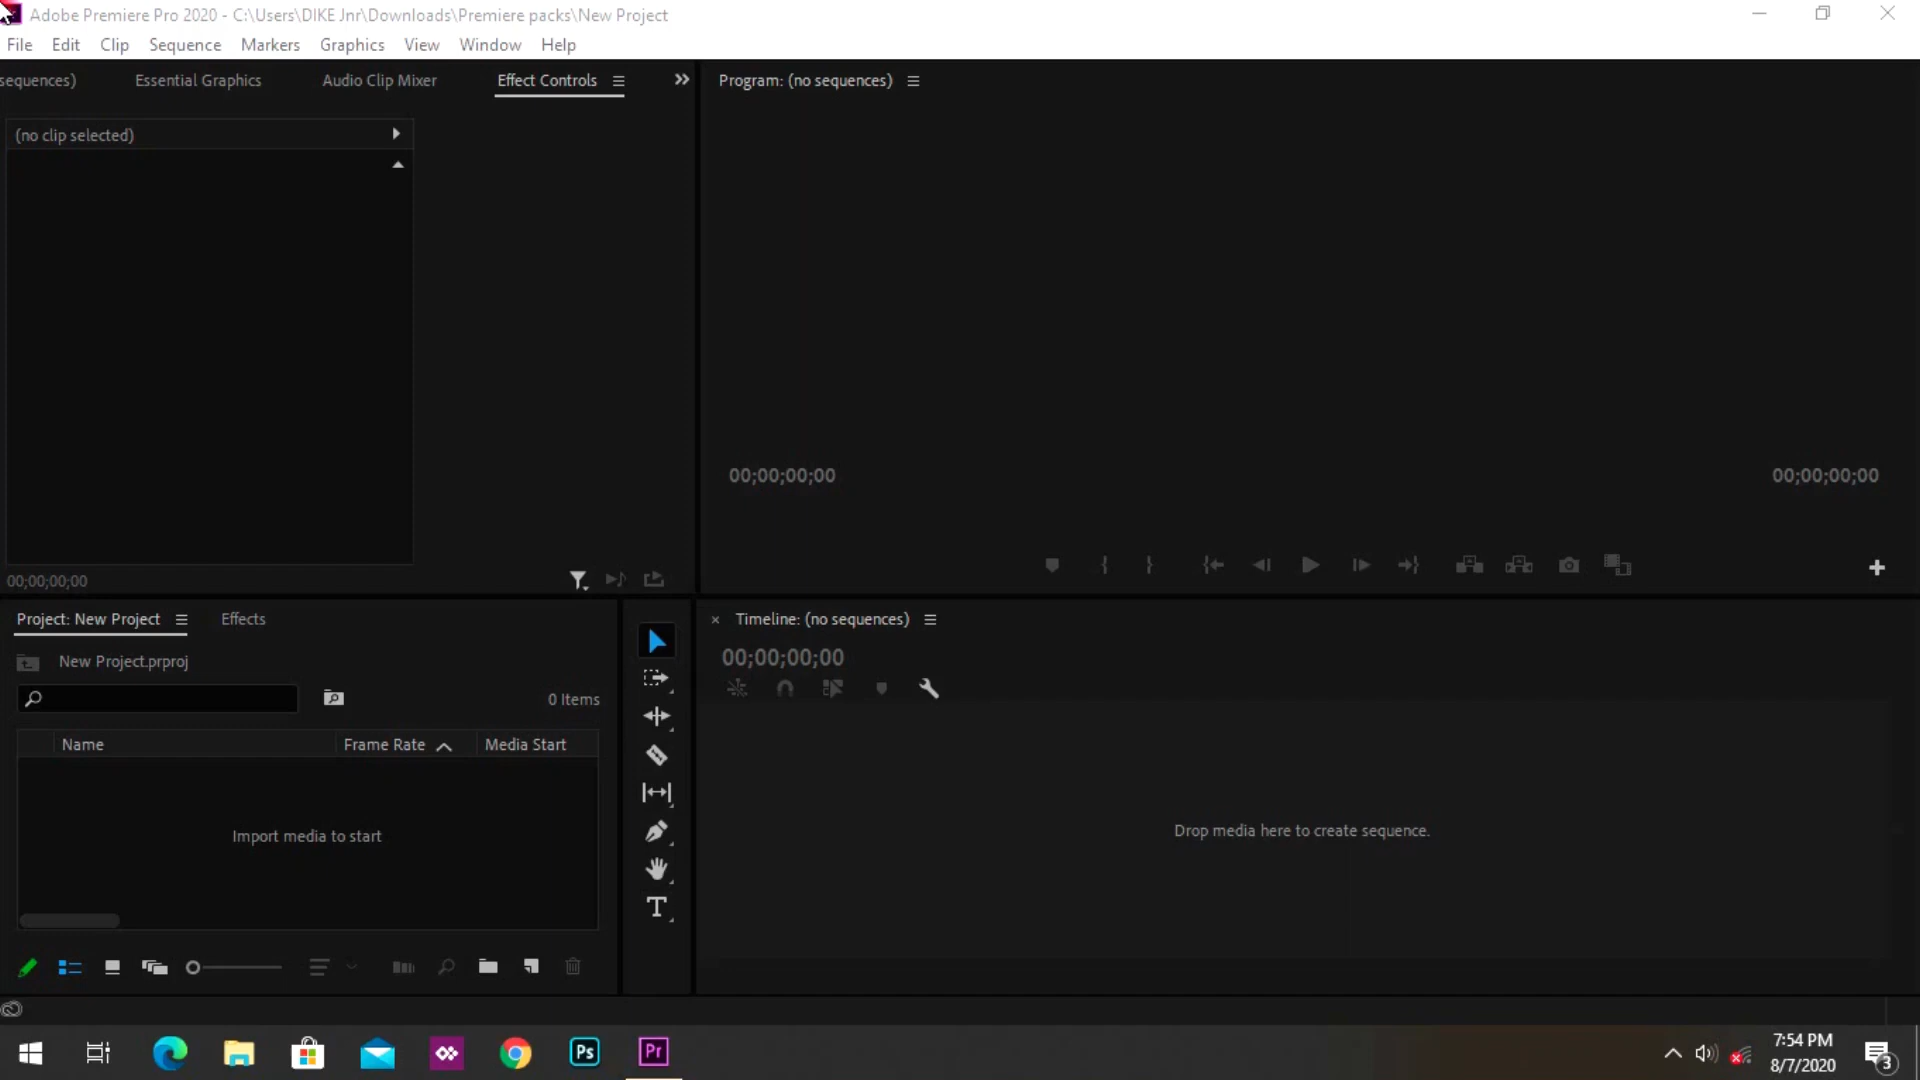 Adobe Premiere Pro 2020 - C:\Users\DIKE Jnr\Downloads\Premiere packs\New Project
File Edit Clip Sequence Markers Graphics View Window Help
sequences) Essential Graphics Audio Clip Mixer Effect Controls
Program: (no sequences)
(no clip selected)
00;00;00;00 00;00;00;00
00;00;00;00
Project: New Project Effects
New Project.prproj
0 Items
Name Frame Rate Media Start
Import media to start
Timeline: (no sequences)
00;00;00;00
Drop media here to create sequence.
Ps Pr
7:54 PM
8/7/2020
3